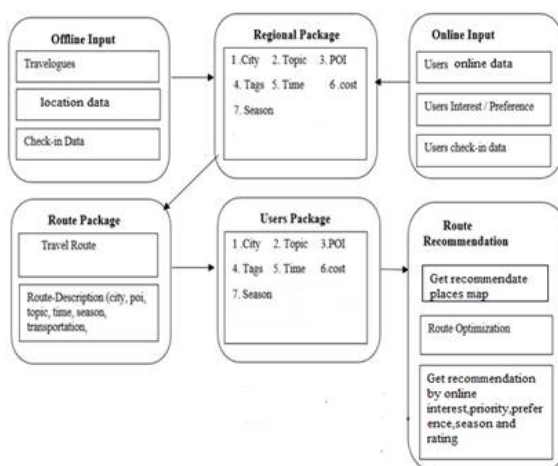 Offline Input
Travelogues
location data
Check-in Data
Regional Package
1 .City 2. Topic 3. POI
4. Tags 5. Time 6 .cost
7. Season
Online Input
Users online data
Users Interest / Preference
Users check-in data
Route Package
Travel Route
Route-Description (city, poi,
topic, time, season,
transportation,
Users Package
1 .City 2. Topic 3.POI
4. Tags 5. Time 6.cost
7. Season
Route
Recommendation
Get recommendate
places map
Route Optimization
Get recommendation
by online
interest,priority,prefer
ence,season and
rating